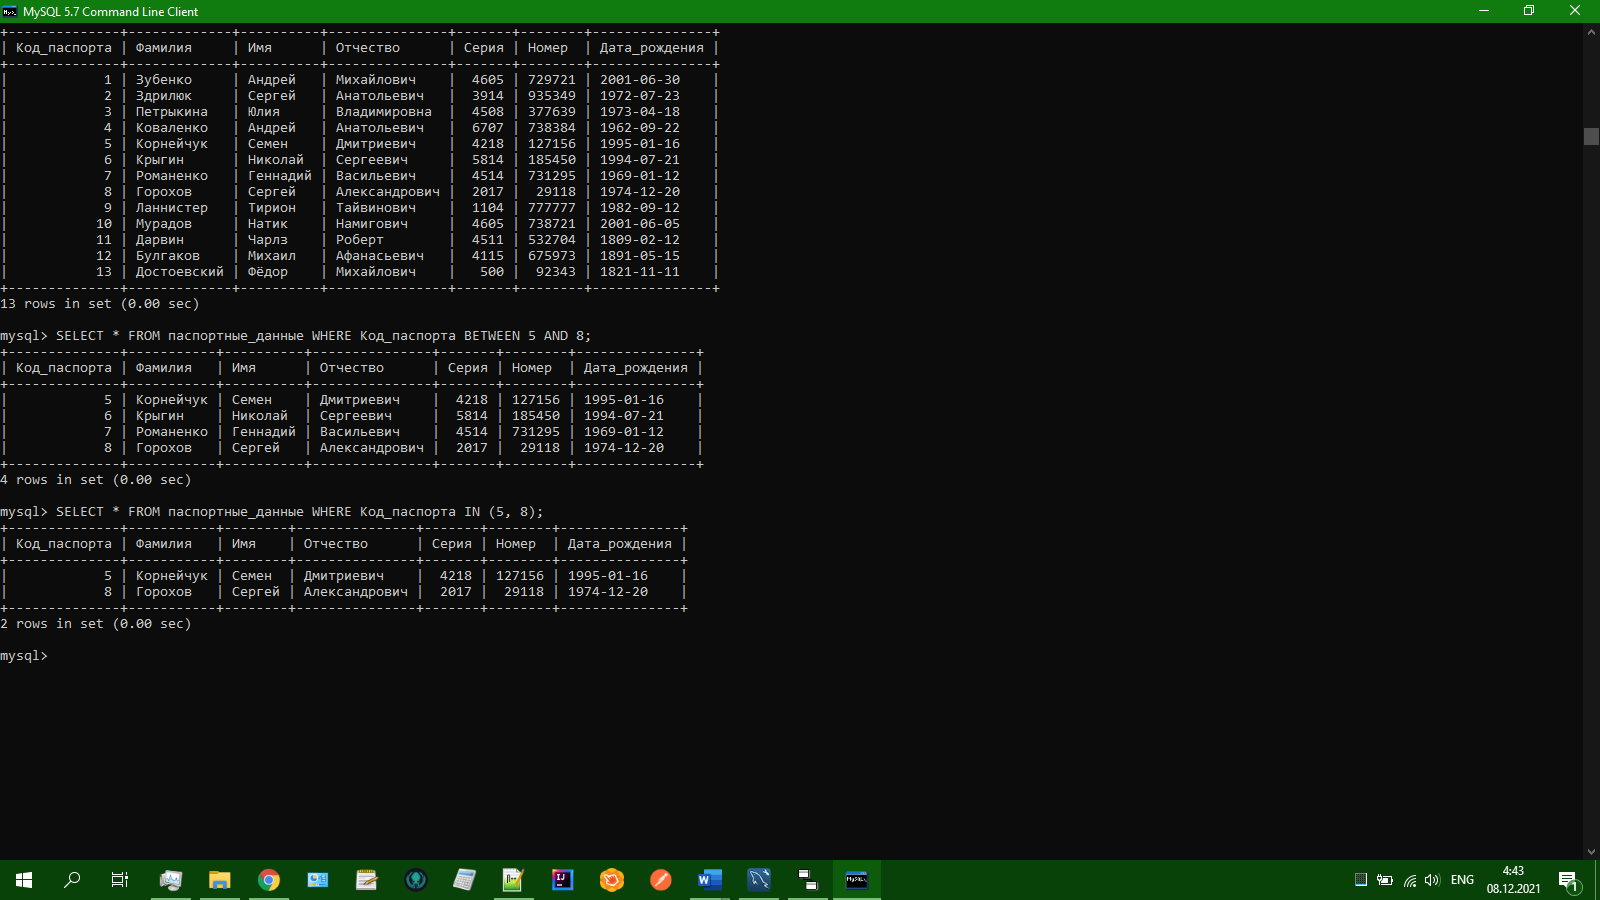 MySQL 5.7 Command Line Client
+--------------+-------------+----------+---------------+-------+--------+---------------+
| Код_паспорта | Фамилия     | Имя      | Отчество      | Серия | Номер  | Дата_рождения |
+--------------+-------------+----------+---------------+-------+--------+---------------+
|            1 | Зубенко     | Андрей   | Михайлович    |  4605 | 729721 | 2001-06-30    |
|            2 | Здрилюк     | Сергей   | Анатольевич   |  3914 | 935349 | 1972-07-23    |
|            3 | Петрыкина   | Юлия     | Владимировна  |  4508 | 377639 | 1973-04-18    |
|            4 | Коваленко   | Андрей   | Анатольевич   |  6707 | 738384 | 1962-09-22    |
|            5 | Корнейчук   | Семен    | Дмитриевич    |  4218 | 127156 | 1995-01-16    |
|            6 | Крыгин      | Николай  | Сергеевич     |  5814 | 185450 | 1994-07-21    |
|            7 | Романенко   | Геннадий | Васильевич    |  4514 | 731295 | 1969-01-12    |
|            8 | Горохов     | Сергей   | Александрович |  2017 |  29118 | 1974-12-20    |
|            9 | Ланнистер   | Тирион   | Тайвинович    |  1104 | 777777 | 1982-09-12    |
|           10 | Мурадов     | Натик    | Намигович     |  4605 | 738721 | 2001-06-05    |
|           11 | Дарвин      | Чарлз    | Роберт        |  4511 | 532704 | 1809-02-12    |
|           12 | Булгаков    | Михаил   | Афанасьевич   |  4115 | 675973 | 1891-05-15    |
|           13 | Достоевский | Фёдор    | Михайлович    |   500 |  92343 | 1821-11-11    |
+--------------+-------------+----------+---------------+-------+--------+---------------+
13 rows in set (0.00 sec)
mysql> SELECT * FROM паспортные_данные WHERE Код_паспорта BETWEEN 5 AND 8;
+--------------+-----------+----------+---------------+-------+--------+---------------+
| Код_паспорта | Фамилия   | Имя      | Отчество      | Серия | Номер  | Дата_рождения |
+--------------+-----------+----------+---------------+-------+--------+---------------+
|            5 | Корнейчук | Семен    | Дмитриевич    |  4218 | 127156 | 1995-01-16    |
|            6 | Крыгин    | Николай  | Сергеевич     |  5814 | 185450 | 1994-07-21    |
|            7 | Романенко | Геннадий | Васильевич    |  4514 | 731295 | 1969-01-12    |
|            8 | Горохов   | Сергей   | Александрович |  2017 |  29118 | 1974-12-20    |
+--------------+-----------+----------+---------------+-------+--------+---------------+
4 rows in set (0.00 sec)
mysql> SELECT * FROM паспортные_данные WHERE Код_паспорта IN (5, 8);
+--------------+-----------+--------+---------------+-------+--------+---------------+
| Код_паспорта | Фамилия   | Имя    | Отчество      | Серия | Номер  | Дата_рождения |
+--------------+-----------+--------+---------------+-------+--------+---------------+
|            5 | Корнейчук | Семен  | Дмитриевич    |  4218 | 127156 | 1995-01-16    |
|            8 | Горохов   | Сергей | Александрович |  2017 |  29118 | 1974-12-20    |
+--------------+-----------+--------+---------------+-------+--------+---------------+
2 rows in set (0.00 sec)
mysql>
ENG
4:43
08.12.2021
1